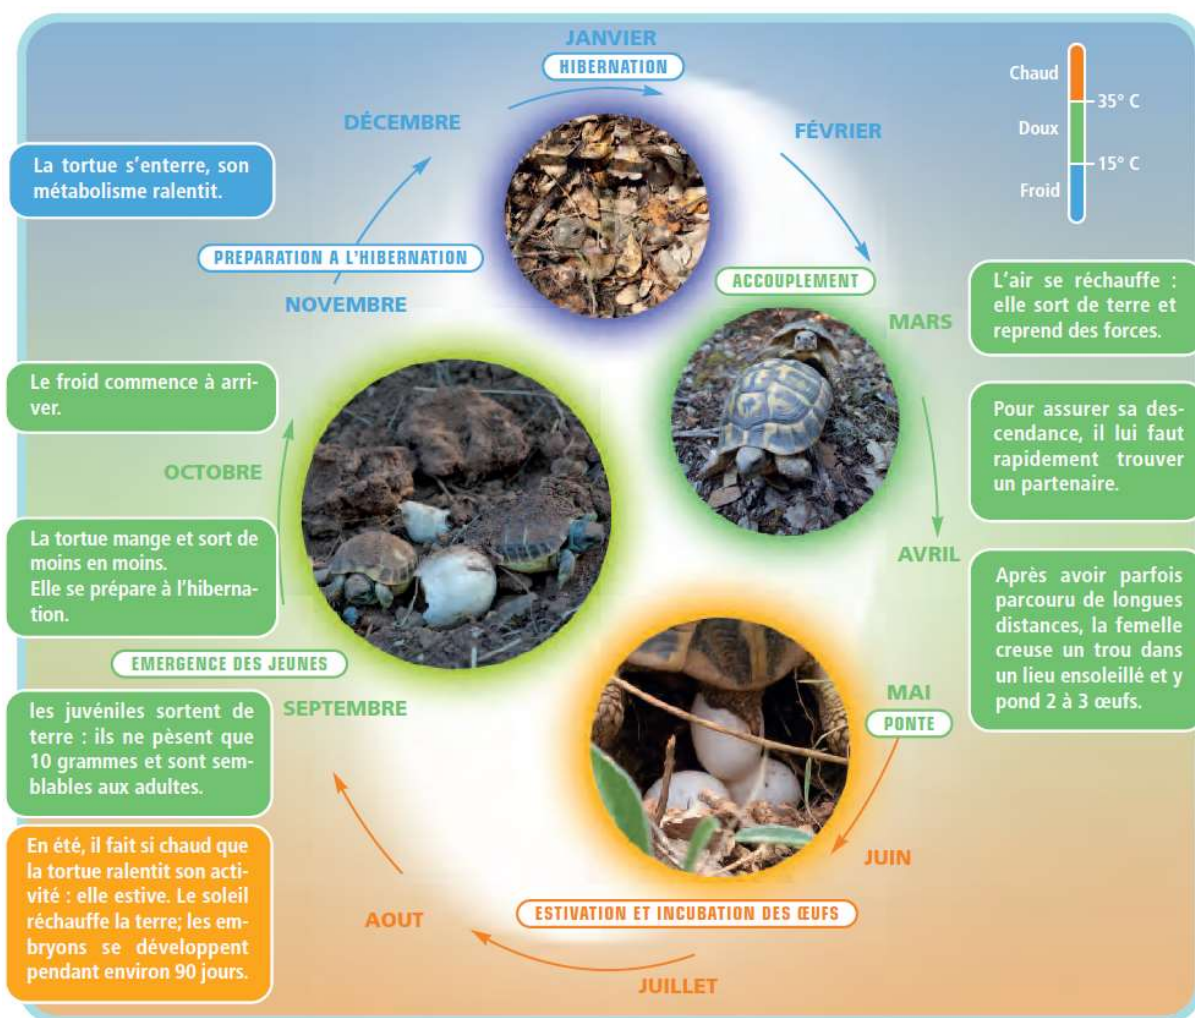 JANVIER
HIBERNATION
DÉCEMBRE
FÉVRIER
Chaud
35° C
Doux
15° C
Froid
La tortue s’enterre, son
métabolisme ralentit.
PREPARATION A L’HIBERNATION
NOVEMBRE
ACCOUPLEMENT
MARS
L’air se réchauffe :
elle sort de terre et
reprend des forces.
Le froid commence à arri-
ver.
Pour assurer sa des-
cendance, il lui faut
rapidement trouver
un partenaire.
OCTOBRE
AVRIL
La tortue mange et sort de
moins en moins.
Elle se prépare à l’hiberna-
tion.
Après avoir parfois
parcouru de longues
distances, la femelle
creuse un trou dans
un lieu ensoleillé et y
pond 2 à 3 œufs.
EMERGENCE DES JEUNES
SEPTEMBRE
MAI
PONTE
les juvéniles sortent de
terre : ils ne pèsent que
10 grammes et sont sem-
blables aux adultes.
JUIN
En été, il fait si chaud que
la tortue ralentit son acti-
vité : elle estive. Le soleil
réchauffe la terre; les em-
bryons se développent
pendant environ 90 jours.
AOUT
ESTIVATION ET INCUBATION DES ŒUFS
JUILLET